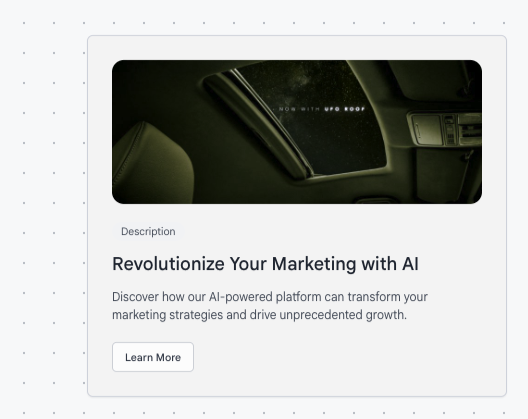 NOW WITH UFO ROOF
Description
Revolutionize Your Marketing with AI
Discover how our AI-powered platform can transform your
marketing strategies and drive unprecedented growth.
Learn More